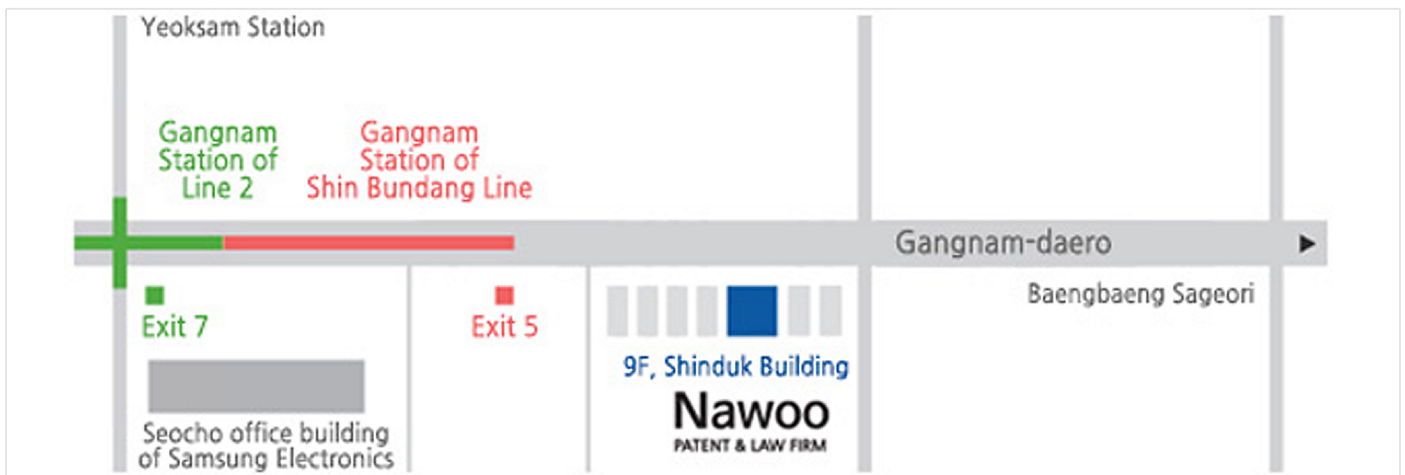 Yeoksam Station
Gangnam
Station of
Line 2
Gangnam
Station of
Shin Bundang Line
Gangnam-daero
Baengbaeng Sageori
Exit 7
Exit 5
9F, Shinduk Building
Nawoo
PATENT & LAW FIRM
Seocho office building
of Samsung Electronics